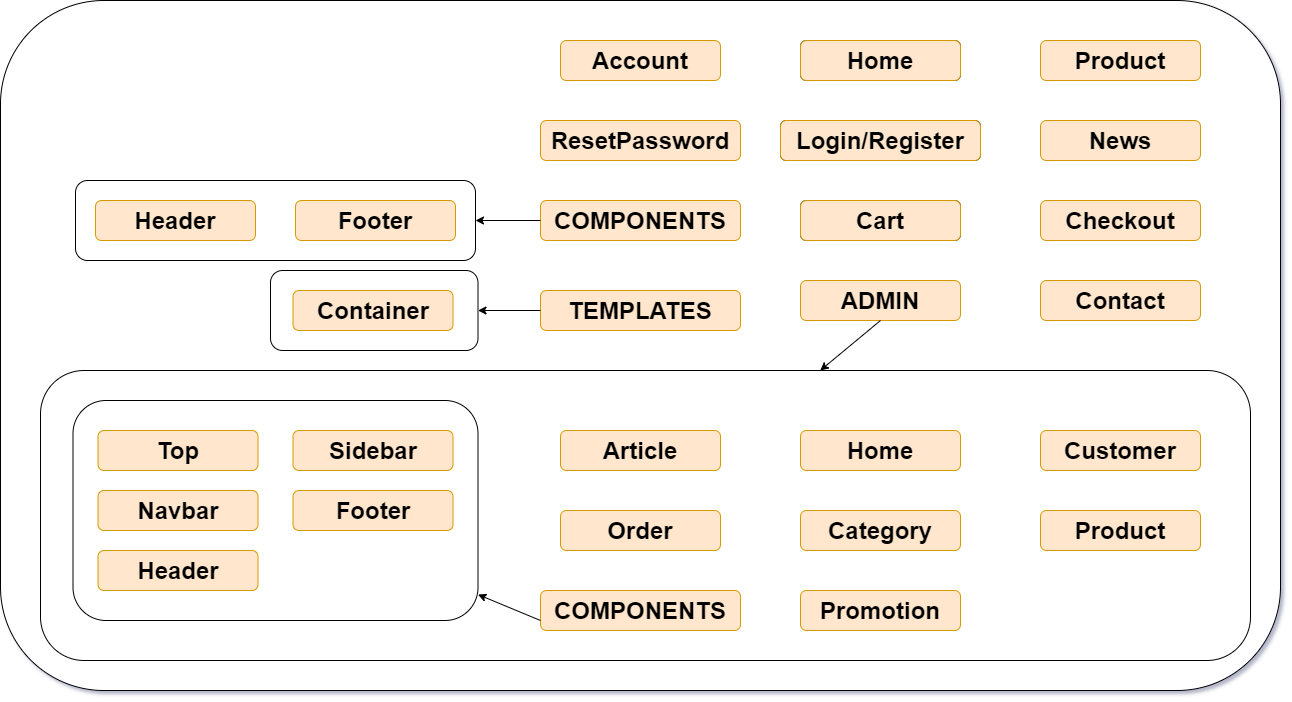 Account
Home
Product
ResetPassword
Login/Register
News
Header
Footer
COMPONENTS
Cart
Checkout
Container
TEMPLATES
ADMIN
Contact
Top
Sidebar
Article
Home
Customer
Navbar
Footer
Order
Category
Product
Header
COMPONENTS
Promotion